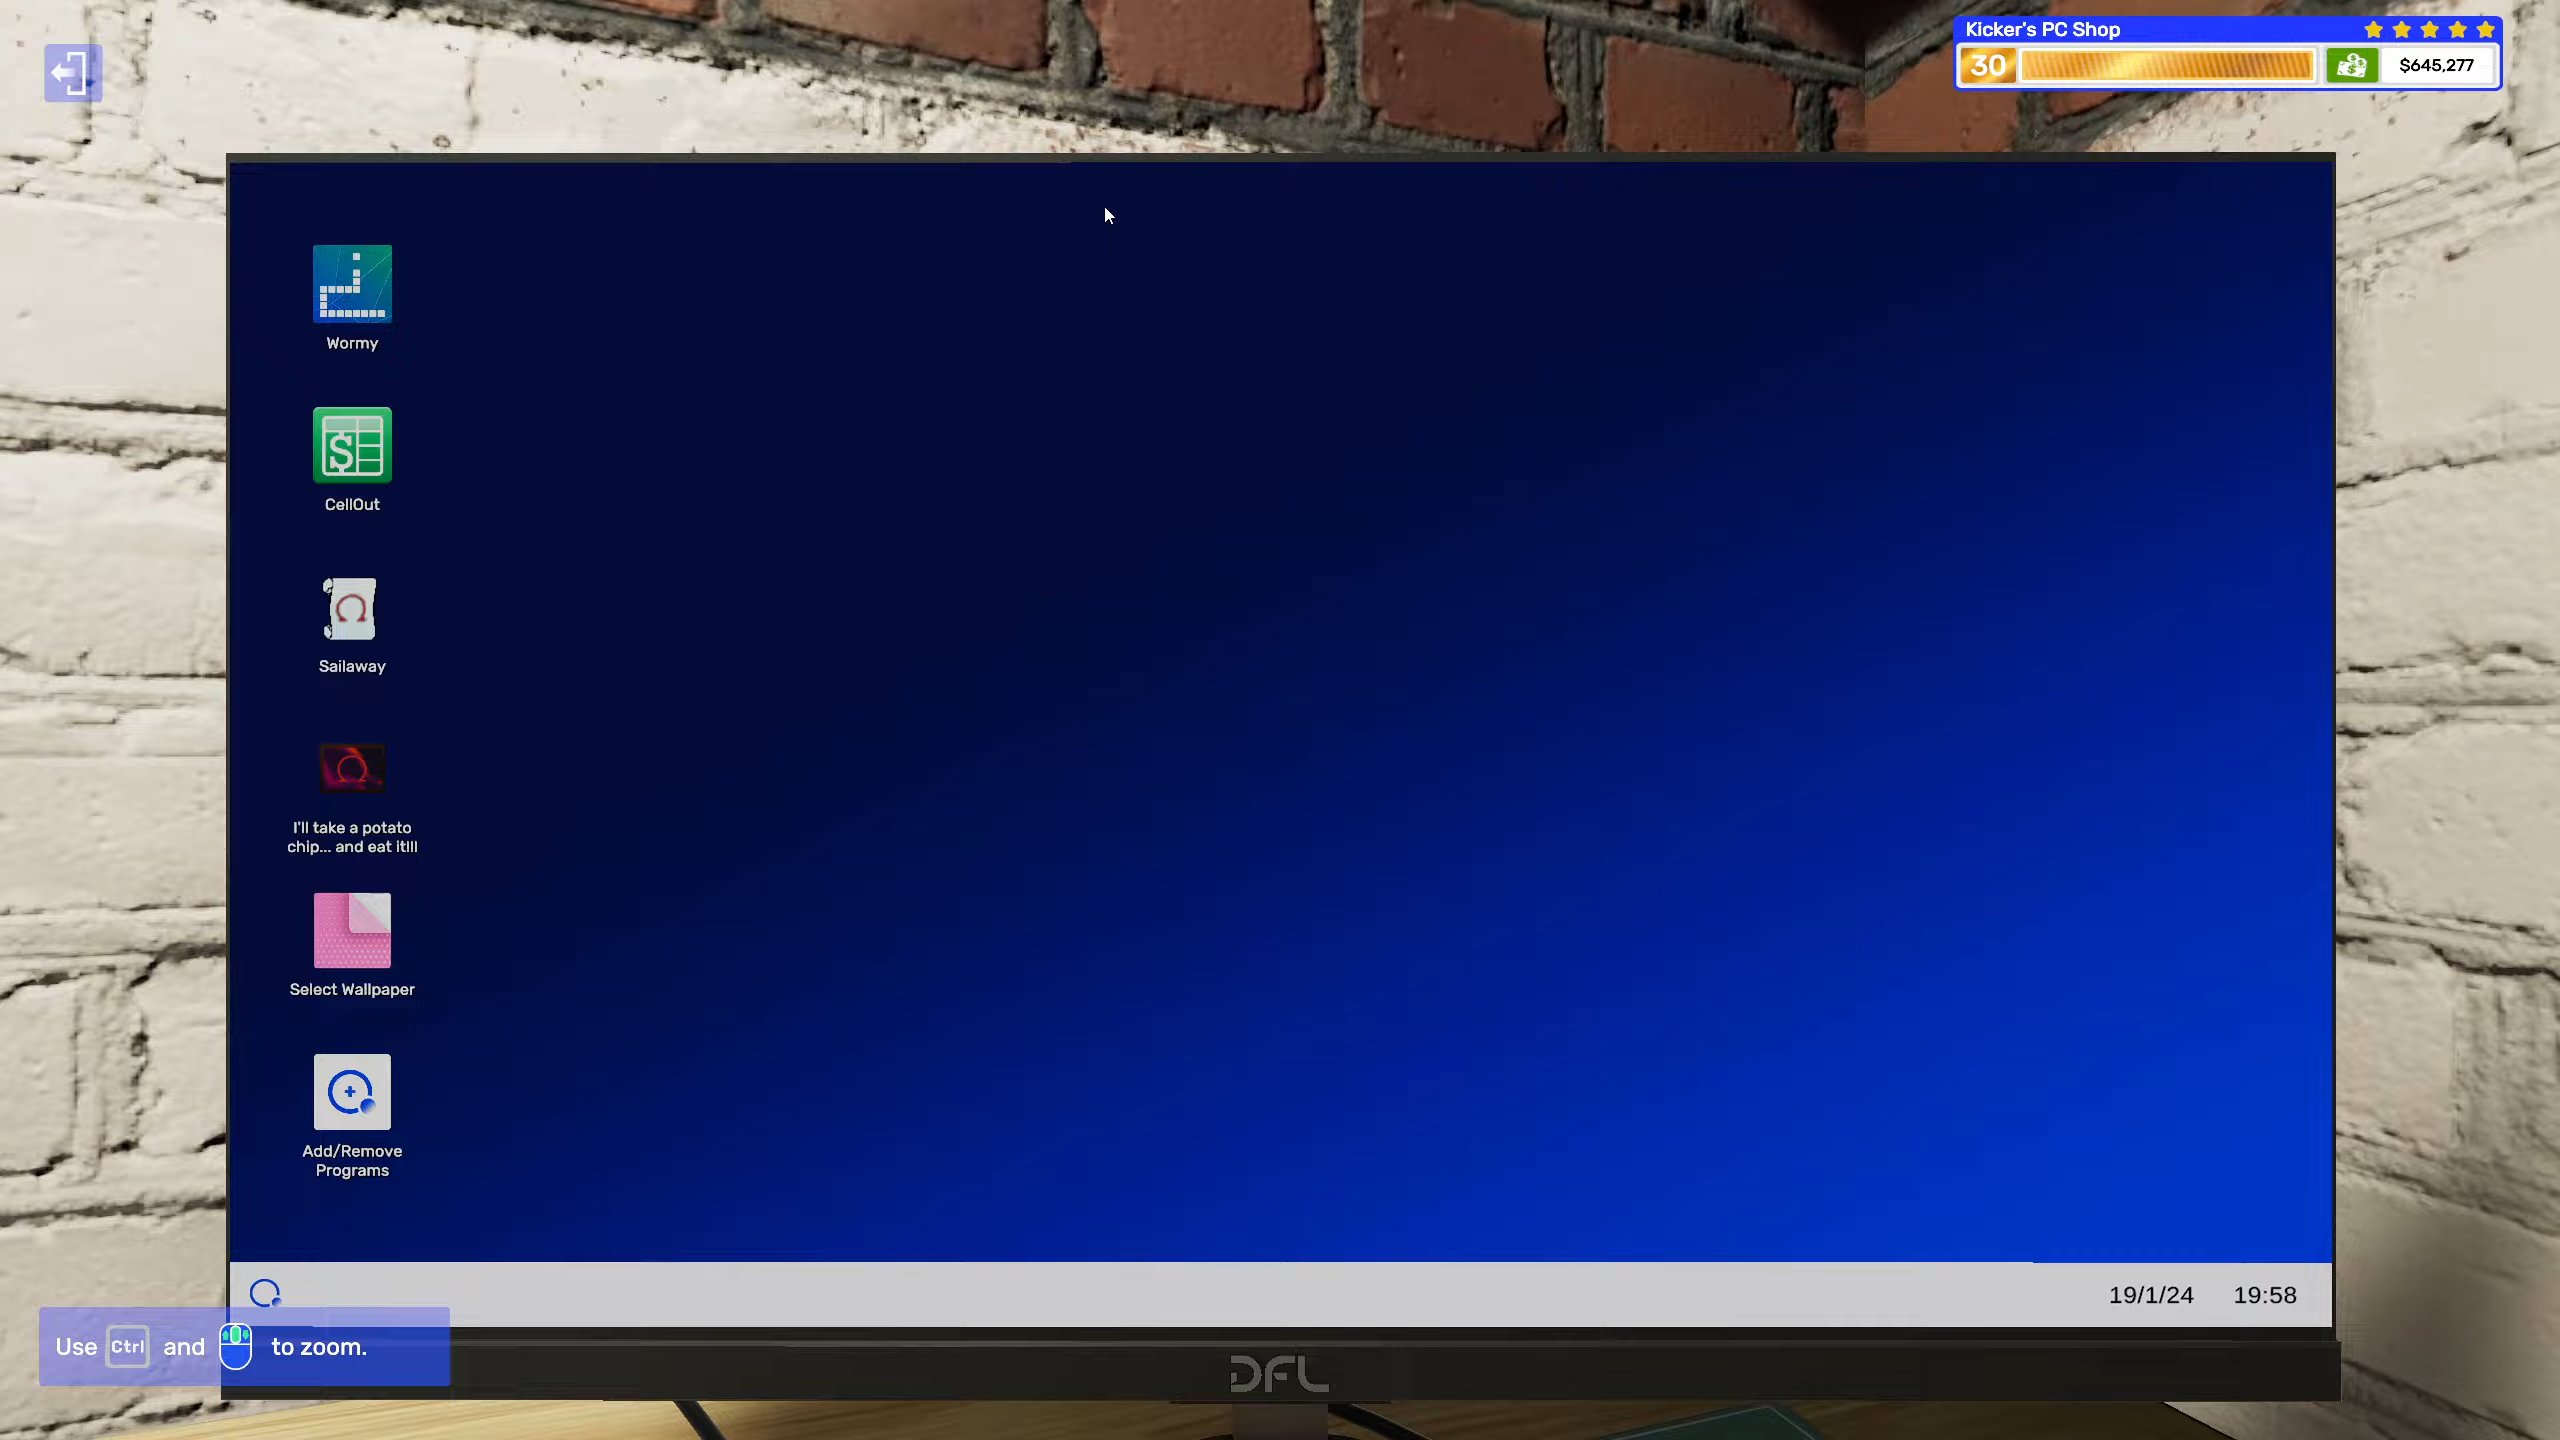 Kicker's PC Shop
30
$645,277
Wormy
CellOut
Sailaway
I'll take a potato
chip... and eat it!!!
Select Wallpaper
Add/Remove
Programs
19/1/24 19:58
Use Ctrl and to zoom.
DFL